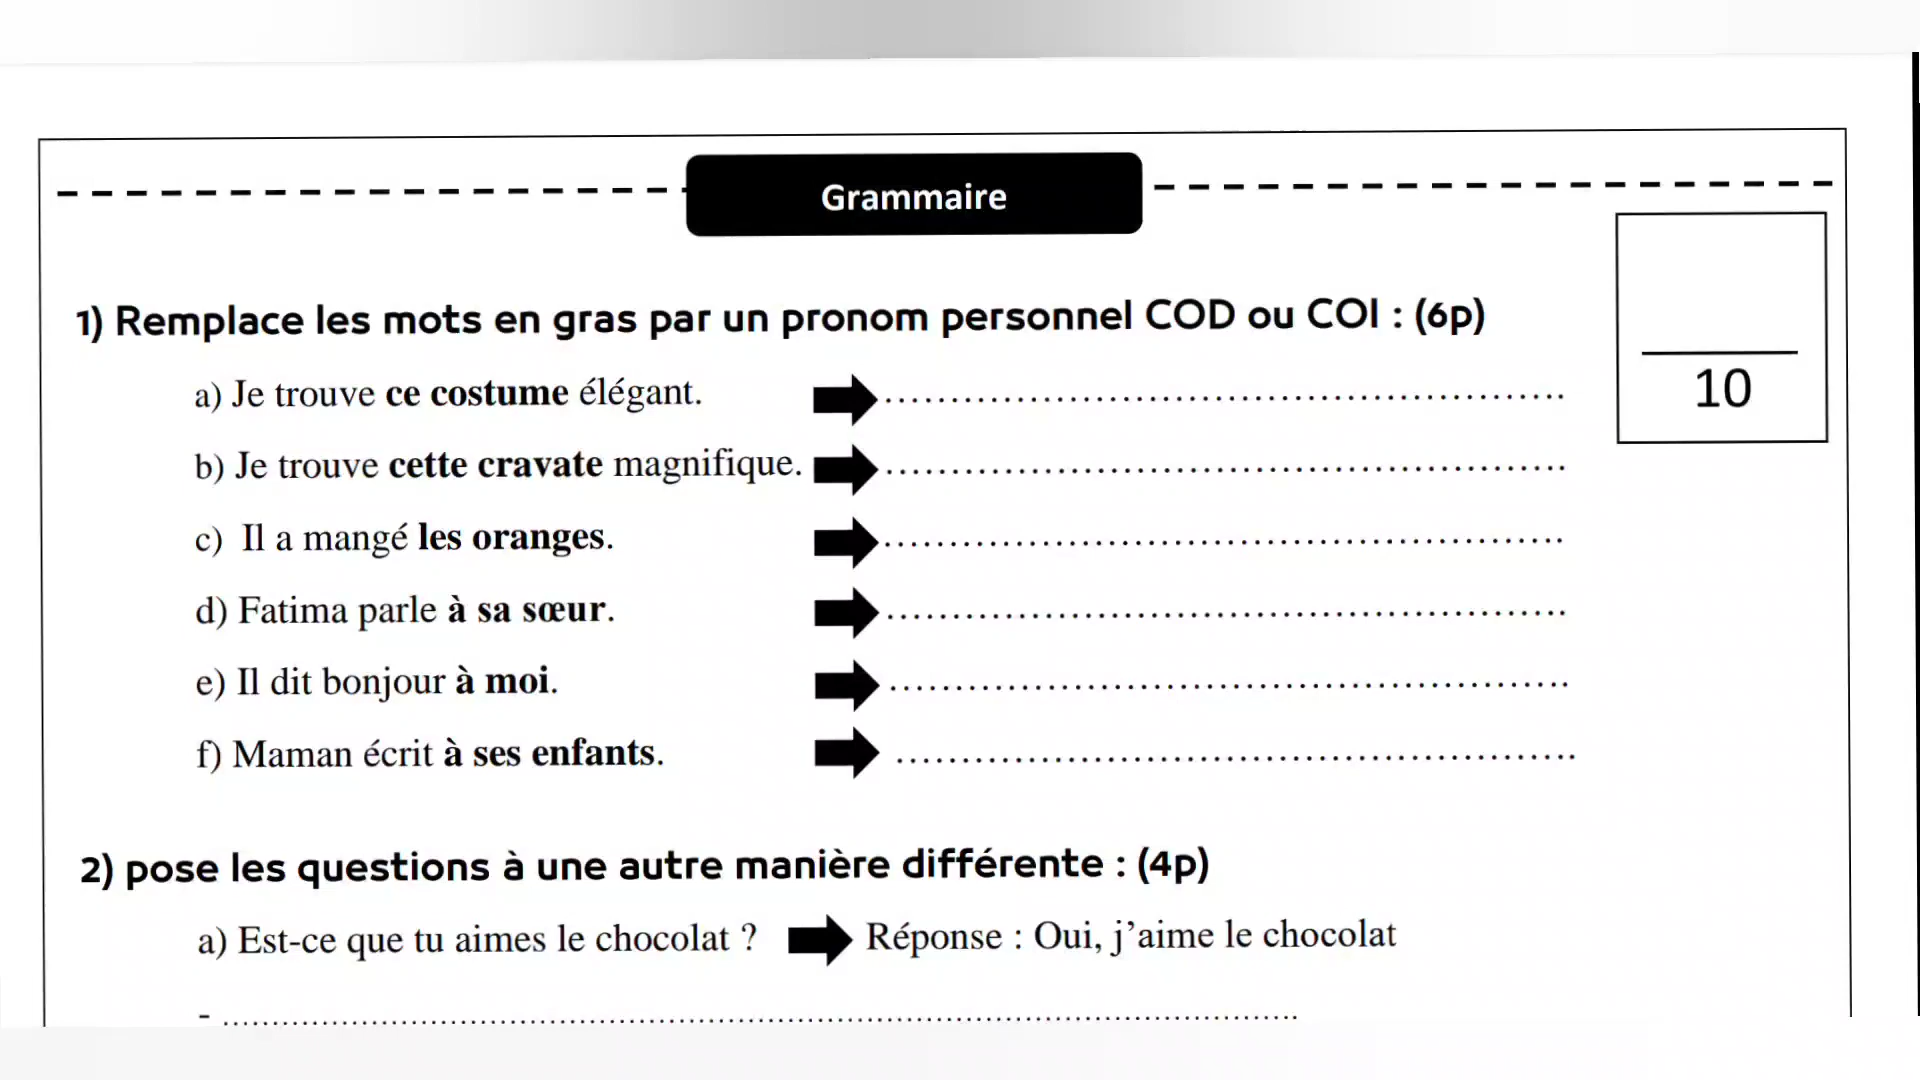 Grammaire
10
1) Remplace les mots en gras par un pronom personnel COD ou COI : (6p)
a) Je trouve ce costume élégant. ..........
b) Je trouve cette cravate magnifique. ..........
c) Il a mangé les oranges. ..........
d) Fatima parle à sa sœur. ..........
e) Il dit bonjour à moi. ..........
f) Maman écrit à ses enfants. ..........
2) pose les questions à une autre manière différente : (4p)
a) Est-ce que tu aimes le chocolat ? Réponse : Oui, j’aime le chocolat
- ..........